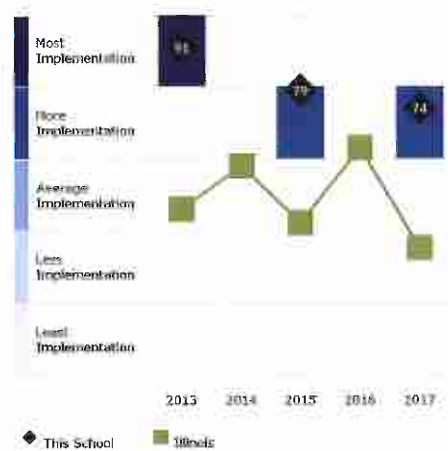 Most
Implementation
More
Implementation
Average
Implementation
Less
Implementation
Least
Implementation
79
74
2013 2014 2015 2016 2017
This School Illinois